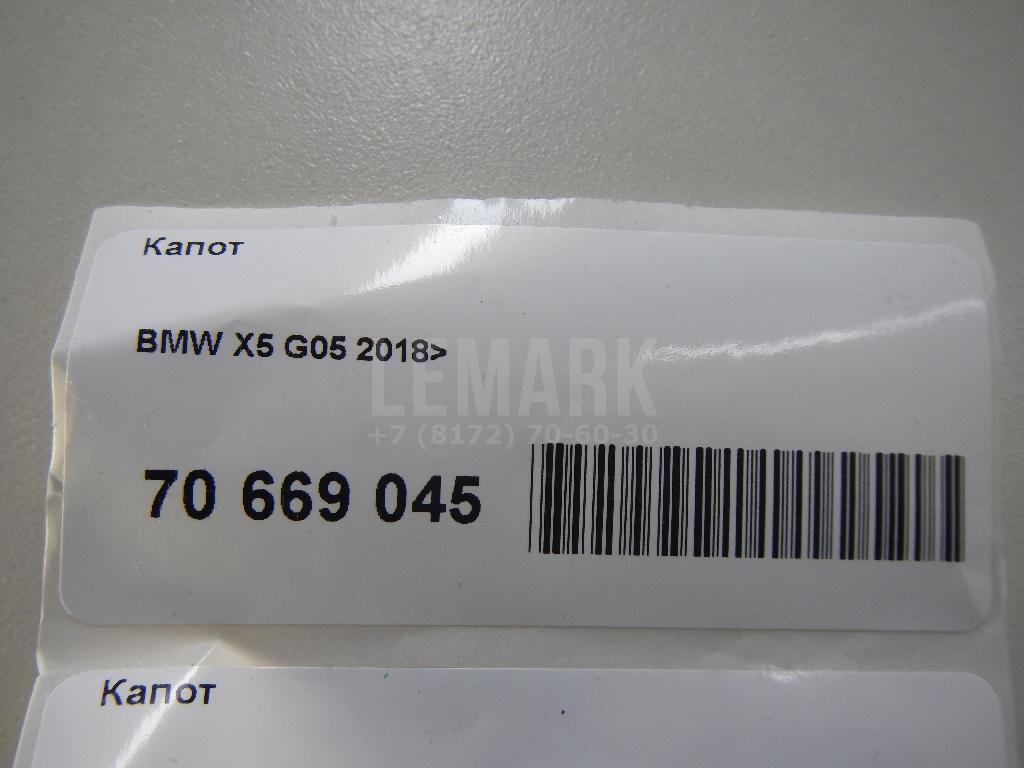 Капот
BMW X5 G05 2018>
LEMARK
+7 (8172) 70-60-30
70 669 045
Капот